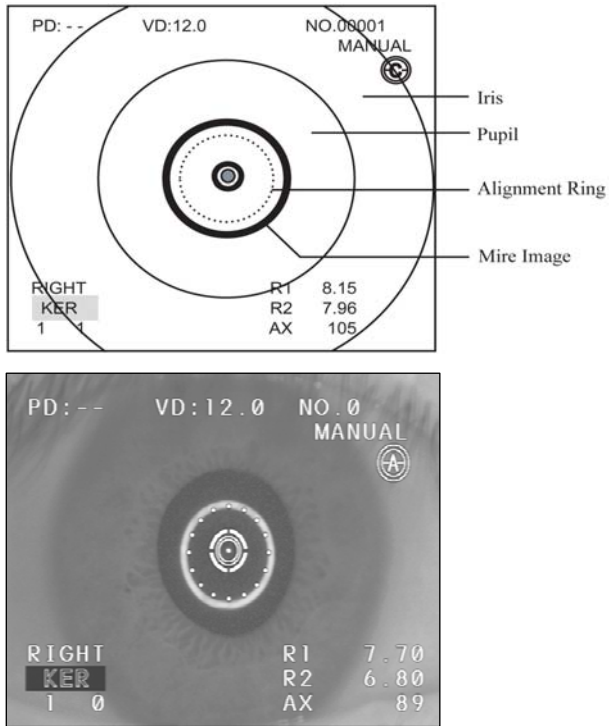 PD: - - VD:12.0 NO.00001
MANUAL
C
Iris
Pupil
Alignment Ring
Mire Image
RIGHT R1 8.15
KER R2 7.96
1 1 AX 105
PD:-- VD:12.0 NO.0
MANUAL
A
RIGHT R1 7.70
KER R2 6.80
1 0 AX 89